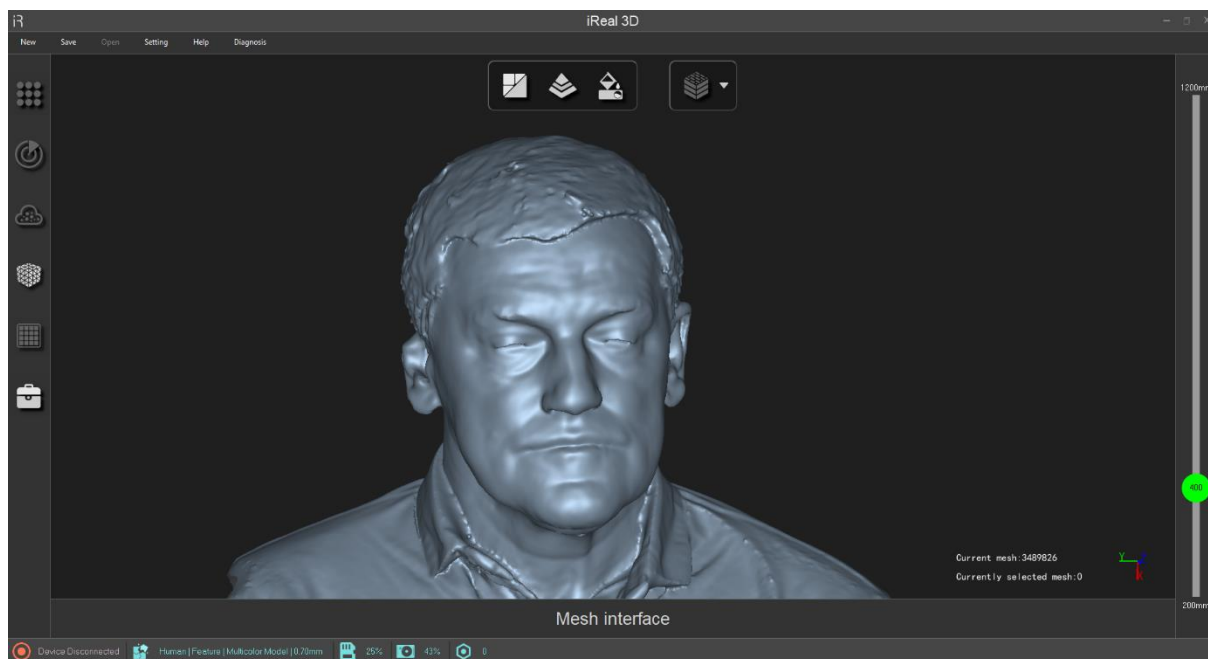 iR
iReal 3D
New Save Open Setting Help Diagnosis
1200mm
400
Current mesh:3489826
Currently selected mesh:0
Y
X
200mm
Mesh interface
Device Disconnected Human | Feature | Multicolor Model | 0.70mm 25% 43% 0